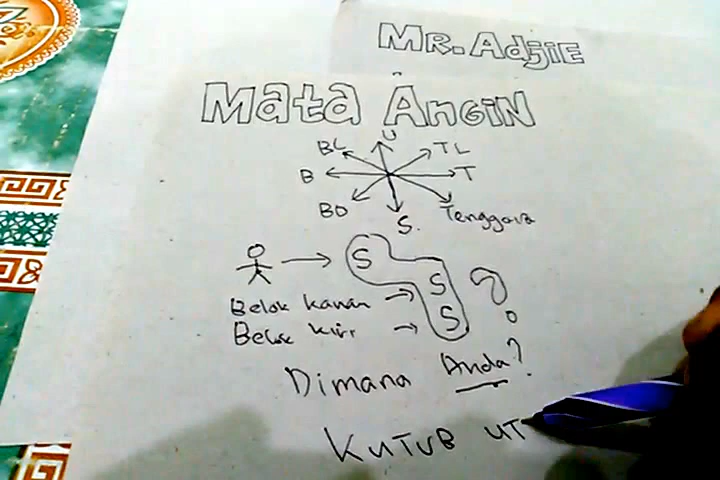 MR. AdjiE
Mata AnGiN
U
BL TL
B T
BD S. Tenggara
S
S
S ?
Belok kanan
Belok kiri
Dimana Anda?
KUTUB UT